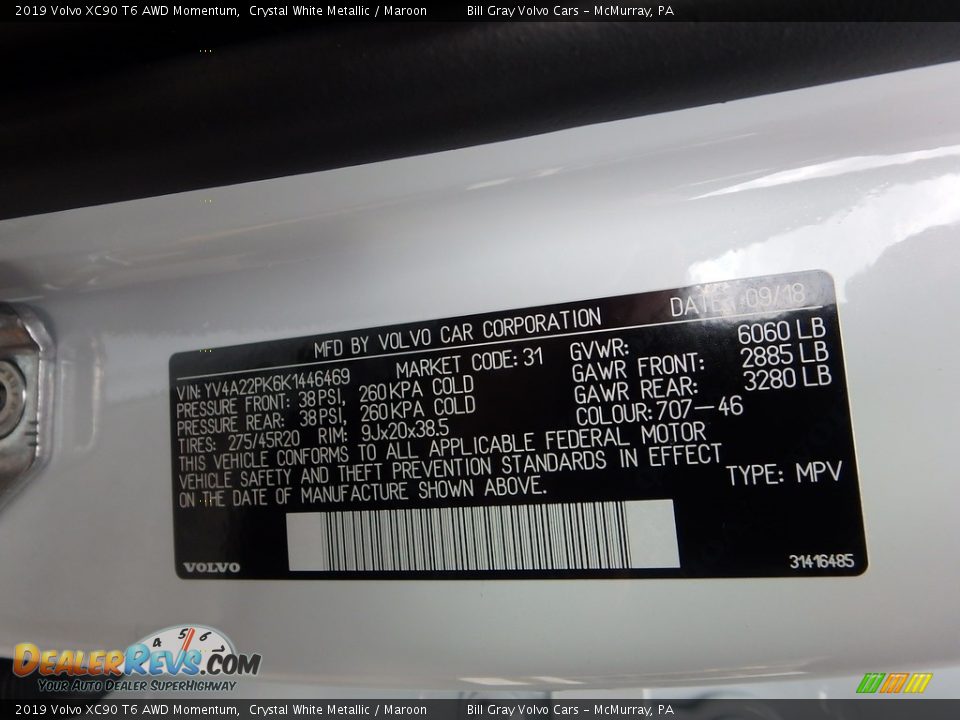 2019 Volvo XC90 T6 AWD Momentum, Crystal White Metallic / Maroon Bill Gray Volvo Cars - McMurray, PA
DATE: 09/18
MFD BY VOLVO CAR CORPORATION
VIN: YV4A22PK6K1446469 MARKET CODE: 31
PRESSURE FRONT: 38 PSI, 260 KPA COLD
PRESSURE REAR: 38 PSI, 260 KPA COLD
TIRES: 275/45R20 RIM: 9Jx20x38.5
GVWR: 6060 LB
GAWR FRONT: 2885 LB
GAWR REAR: 3280 LB
COLOUR: 707-46
THIS VEHICLE CONFORMS TO ALL APPLICABLE FEDERAL MOTOR
VEHICLE SAFETY AND THEFT PREVENTION STANDARDS IN EFFECT
ON THE DATE OF MANUFACTURE SHOWN ABOVE.
TYPE: MPV
VOLVO
31416485
4 5 6 7
DEALERREVS.COM
YOUR AUTO DEALER SUPERHIGHWAY
2019 Volvo XC90 T6 AWD Momentum, Crystal White Metallic / Maroon Bill Gray Volvo Cars - McMurray, PA